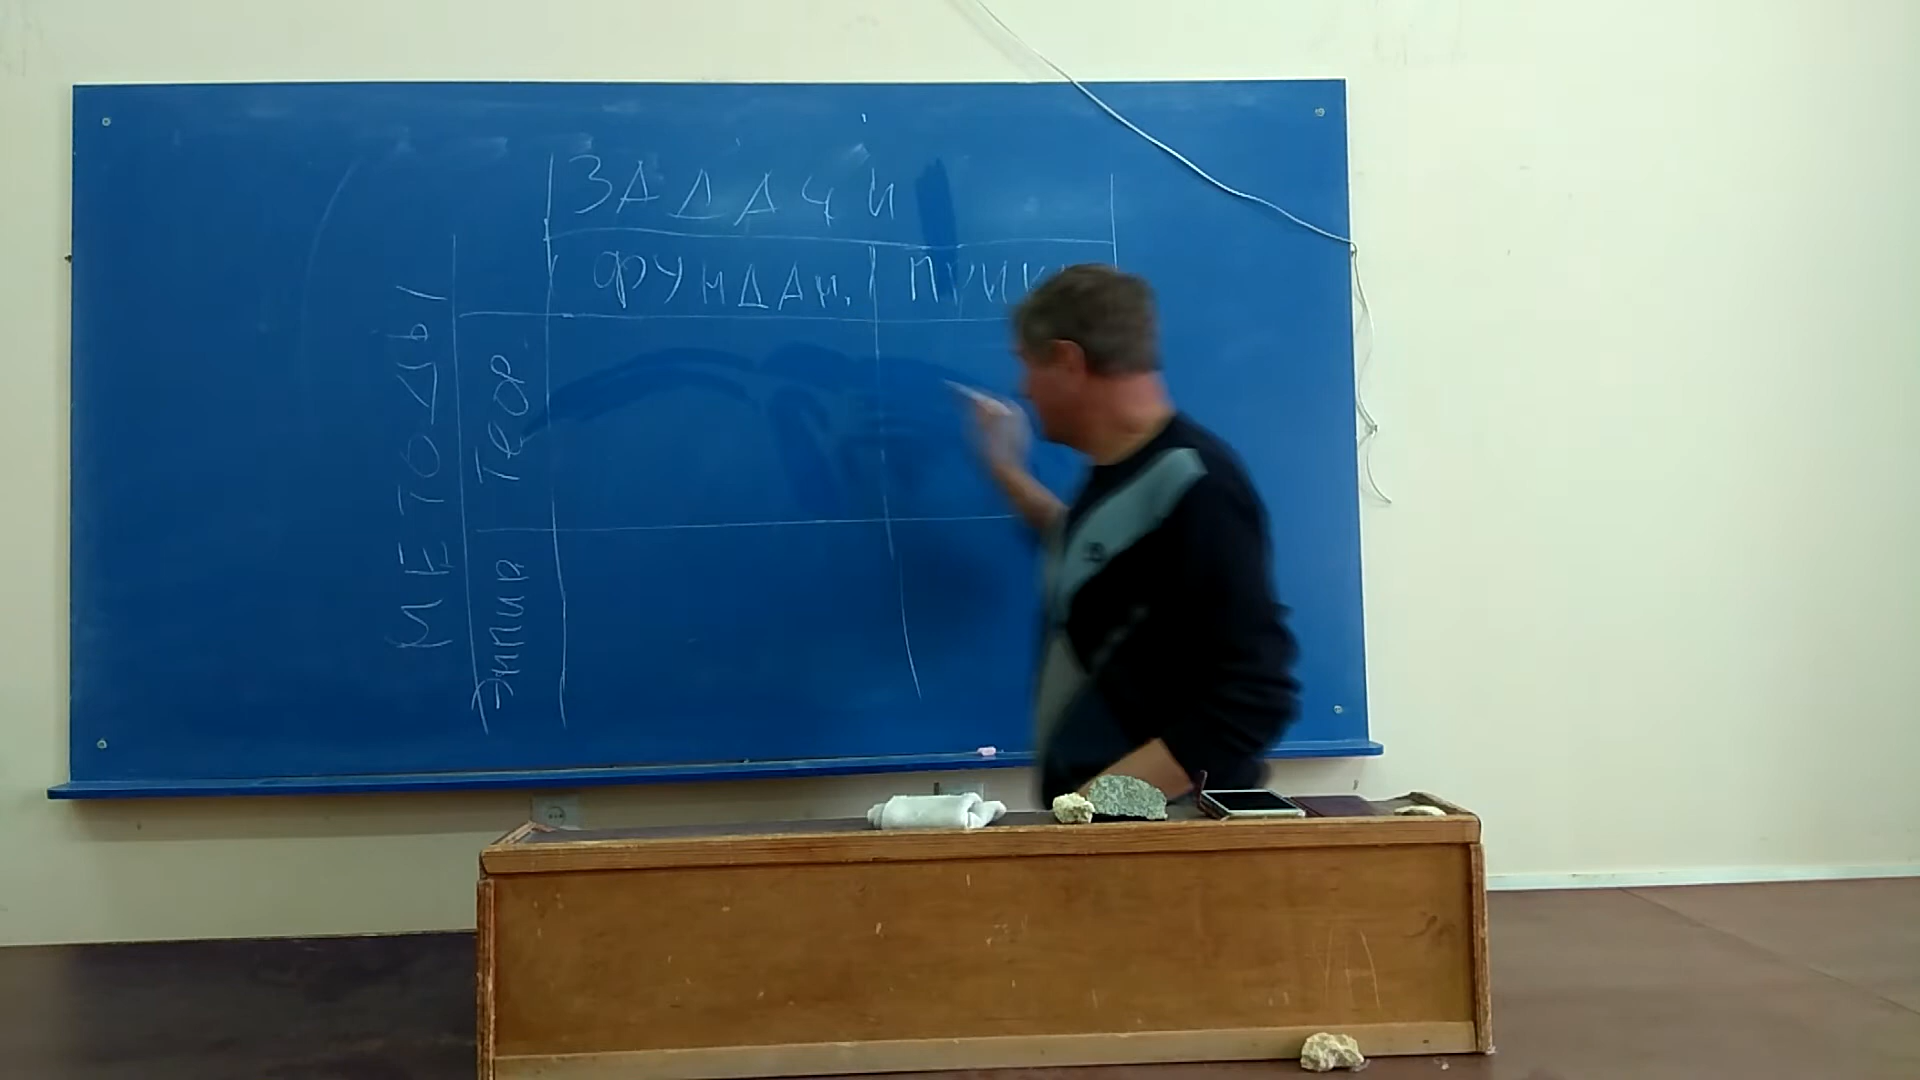 ЗАДАЧИ
ФУНДАМ.
МЕТОДЫ
Теор.
Эмпир